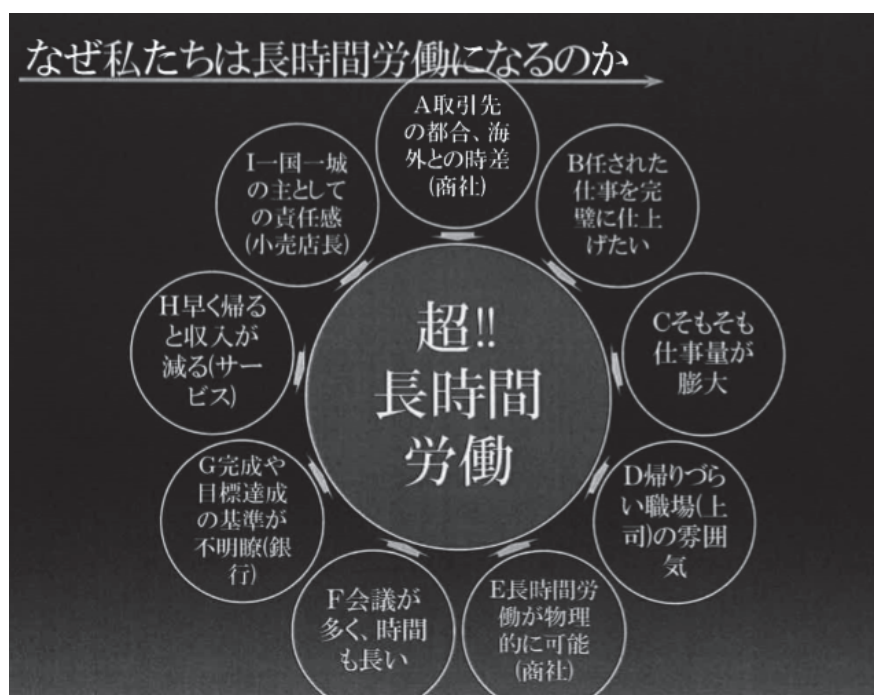 なぜ私たちは長時間労働になるのか
A取引先
の都合、海
外との時差
(商社)
B任された
仕事を完
璧に仕上
げたい
Cそもそも
仕事量が
膨大
D帰りづら
い職場(上
司)の雰囲
気
E長時間労
働が物理
的に可能
(商社)
F会議が
多く、時間
も長い
G完成や
目標達成
の基準が
不明瞭(銀
行)
H早く帰る
と収入が
減る(サー
ビス)
I一国一城
の主として
の責任感
(小売店長)
超!!
長時間
労働